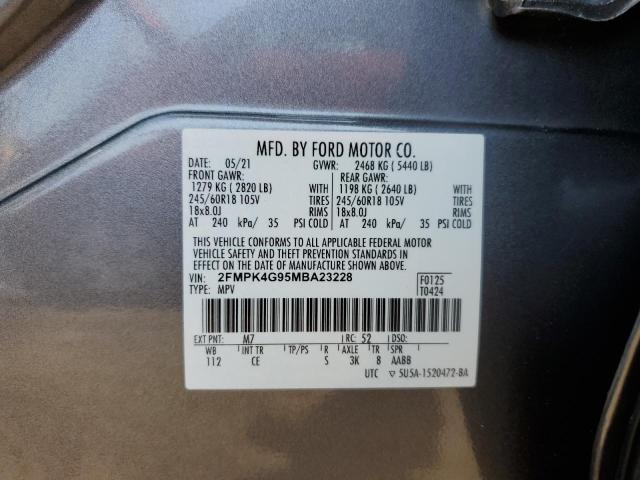 MFD. BY FORD MOTOR CO.
DATE: 05/21 GVWR: 2468 KG ( 5440 LB)
FRONT GAWR: REAR GAWR:
1279 KG ( 2820 LB) WITH 1198 KG ( 2640 LB) WITH
245/60R18 105V TIRES 245/60R18 105V TIRES
18x8.0J RIMS 18x8.0J RIMS
AT 240 kPa/ 35 PSI COLD AT 240 kPa/ 35 PSI COLD
THIS VEHICLE CONFORMS TO ALL APPLICABLE FEDERAL MOTOR
VEHICLE SAFETY AND THEFT PREVENTION STANDARDS IN
EFFECT ON THE DATE OF MANUFACTURE SHOWN ABOVE.
VIN: 2FMPK4G95MBA23228 F0125
TYPE: MPV T0424
EXT PNT: M7 RC: 52 DSO:
WB INT TR TP/PS R AXLE TR SPR
112 CE S 3K 8 AABB
UTC ▽ 5U5A-1520472-BA